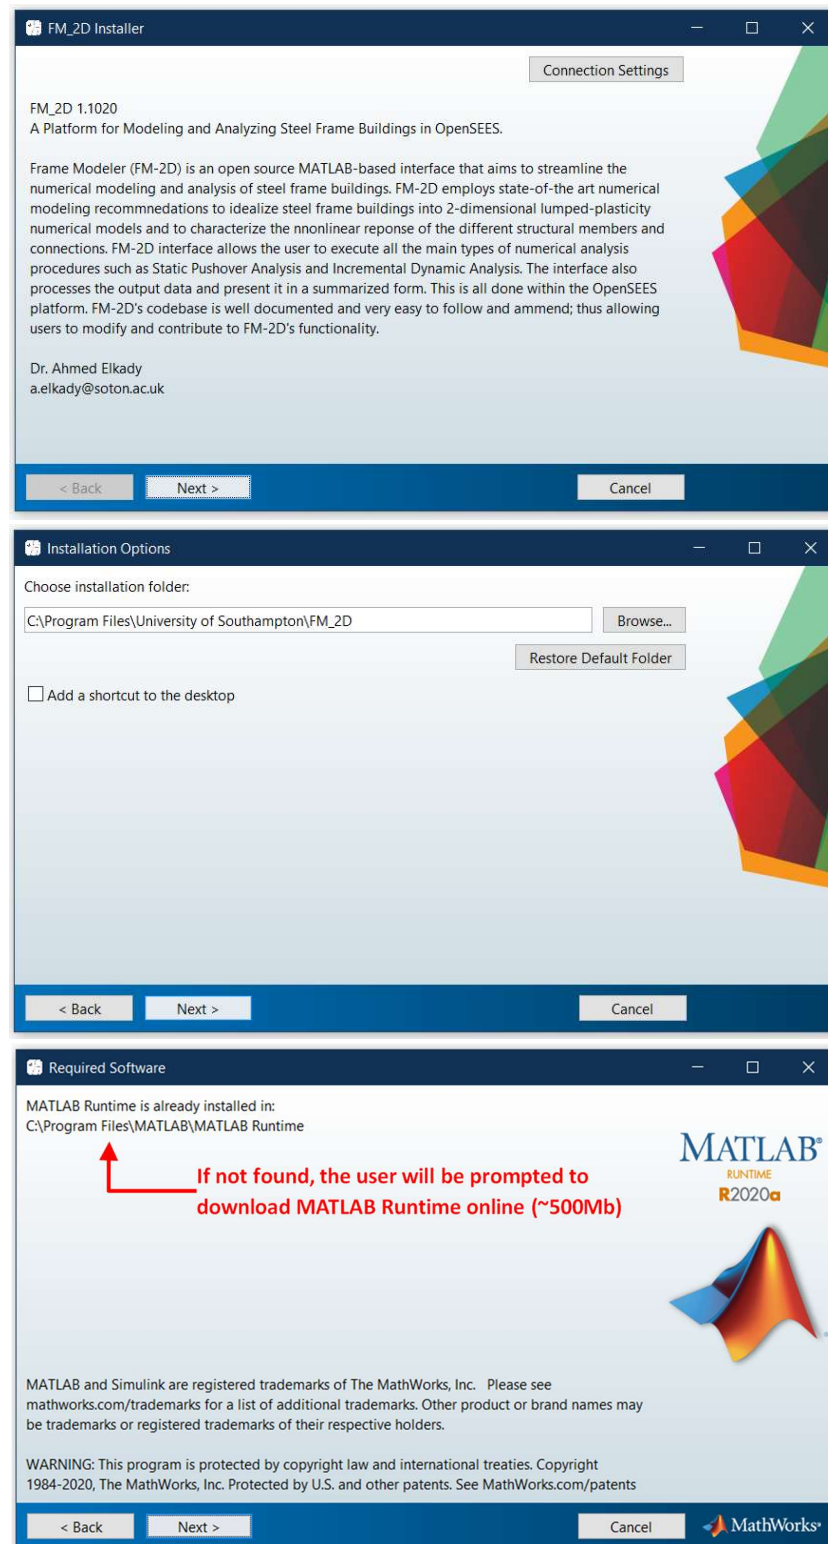 FM_2D Installer
Connection Settings
FM_2D 1.1020
A Platform for Modeling and Analyzing Steel Frame Buildings in OpenSEES.
Frame Modeler (FM-2D) is an open source MATLAB-based interface that aims to streamline the
numerical modeling and analysis of steel frame buildings. FM-2D employs state-of-the art numerical
modeling recommnedations to idealize steel frame buildings into 2-dimensional lumped-plasticity
numerical models and to characterize the nnonlinear reponse of the different structural members and
connections. FM-2D interface allows the user to execute all the main types of numerical analysis
procedures such as Static Pushover Analysis and Incremental Dynamic Analysis. The interface also
processes the output data and present it in a summarized form. This is all done within the OpenSEES
platform. FM-2D's codebase is well documented and very easy to follow and ammend; thus allowing
users to modify and contribute to FM-2D's functionality.
Dr. Ahmed Elkady
a.elkady@soton.ac.uk
< Back Next > Cancel
Installation Options
Choose installation folder:
C:\Program Files\University of Southampton\FM_2D Browse...
Restore Default Folder
Add a shortcut to the desktop
< Back Next > Cancel
Required Software
MATLAB Runtime is already installed in:
C:\Program Files\MATLAB\MATLAB Runtime
MATLAB®
RUNTIME
R2020a
If not found, the user will be prompted to
download MATLAB Runtime online (~500Mb)
MATLAB and Simulink are registered trademarks of The MathWorks, Inc. Please see
mathworks.com/trademarks for a list of additional trademarks. Other product or brand names may
be trademarks or registered trademarks of their respective holders.
WARNING: This program is protected by copyright law and international treaties. Copyright
1984-2020, The MathWorks, Inc. Protected by U.S. and other patents. See MathWorks.com/patents
< Back Next > Cancel MathWorks®